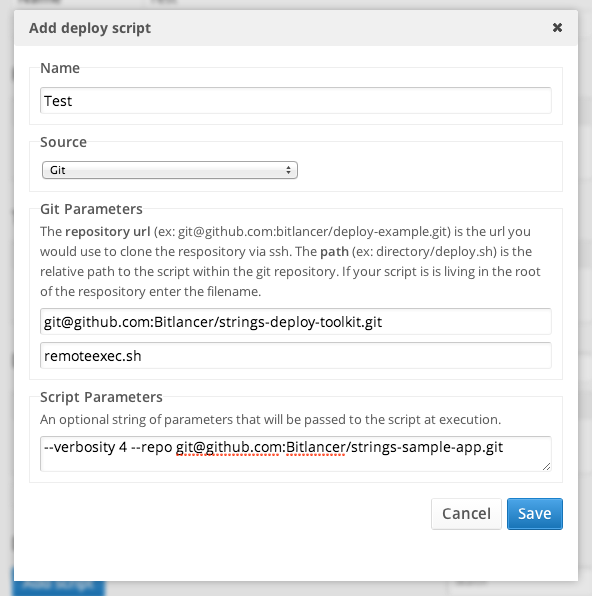 Add deploy script
Name
Test
Source
Git
Git Parameters
The repository url (ex: git@github.com:bitlancer/deploy-example.git) is the url you
would use to clone the respository via ssh. The path (ex: directory/deploy.sh) is the
relative path to the script within the git repository. If your script is is living in the root
of the respository enter the filename.
git@github.com:Bitlancer/strings-deploy-toolkit.git
remoteexec.sh
Script Parameters
An optional string of parameters that will be passed to the script at execution.
--verbosity 4 --repo git@github.com:Bitlancer/strings-sample-app.git
Cancel
Save